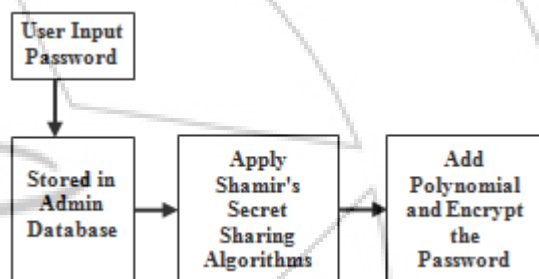 User Input
Password
Stored in
Admin
Database
Apply
Shamir's
Secret
Sharing
Algorithms
Add
Polynomial
and Encrypt
the
Password